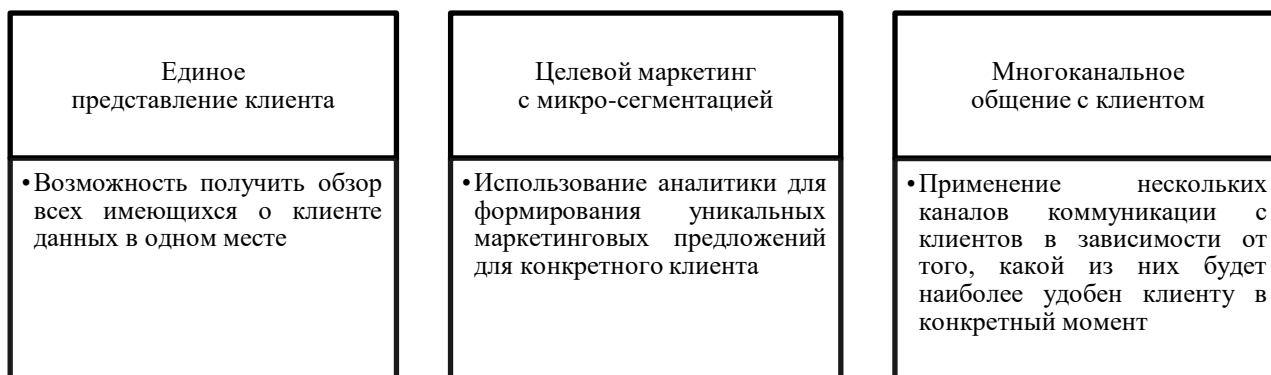 Единое
представление клиента
•Возможность получить обзор
всех имеющихся о клиенте
данных в одном месте
Целевой маркетинг
с микро-сегментацией
•Использование аналитики для
формирования уникальных
маркетинговых предложений
для конкретного клиента
Многоканальное
общение с клиентом
•Применение нескольких
каналов коммуникации с
клиентов в зависимости от
того, какой из них будет
наиболее удобен клиенту в
конкретный момент